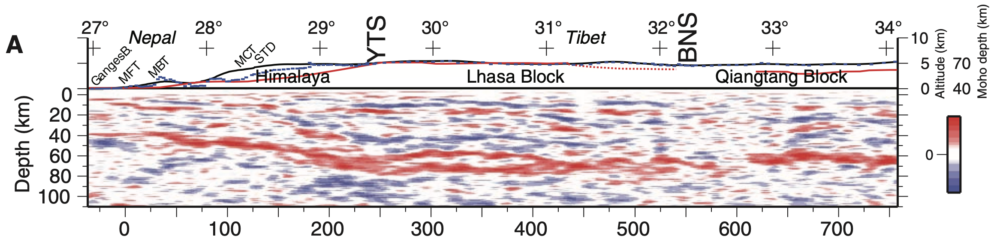 A
27° 28° 29° 30° 31° 32° 33° 34°
Nepal
Tibet
YTS
BNS
GangesB.
MFT
MBT
MCT
STD
Himalaya
Lhasa Block
Qiangtang Block
10
5
0
Altitude (km)
70
40
Moho depth (km)
Depth (km)
0
20
40
60
80
100
0
0 100 200 300 400 500 600 700